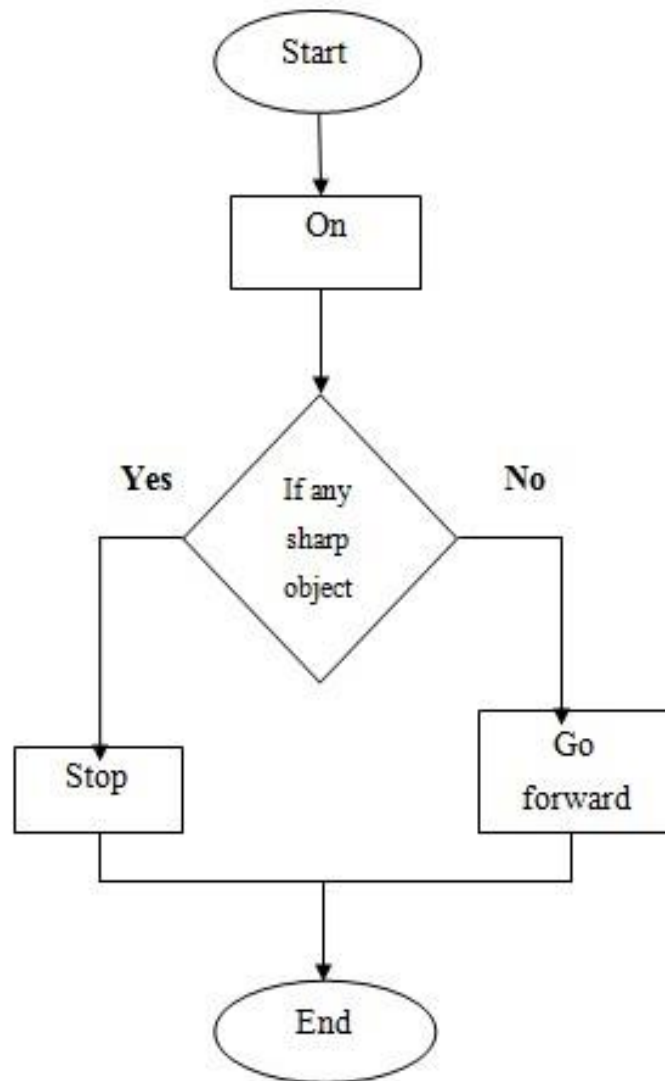 Start
On
Yes
No
If any
sharp
object
Stop
Go
forward
End